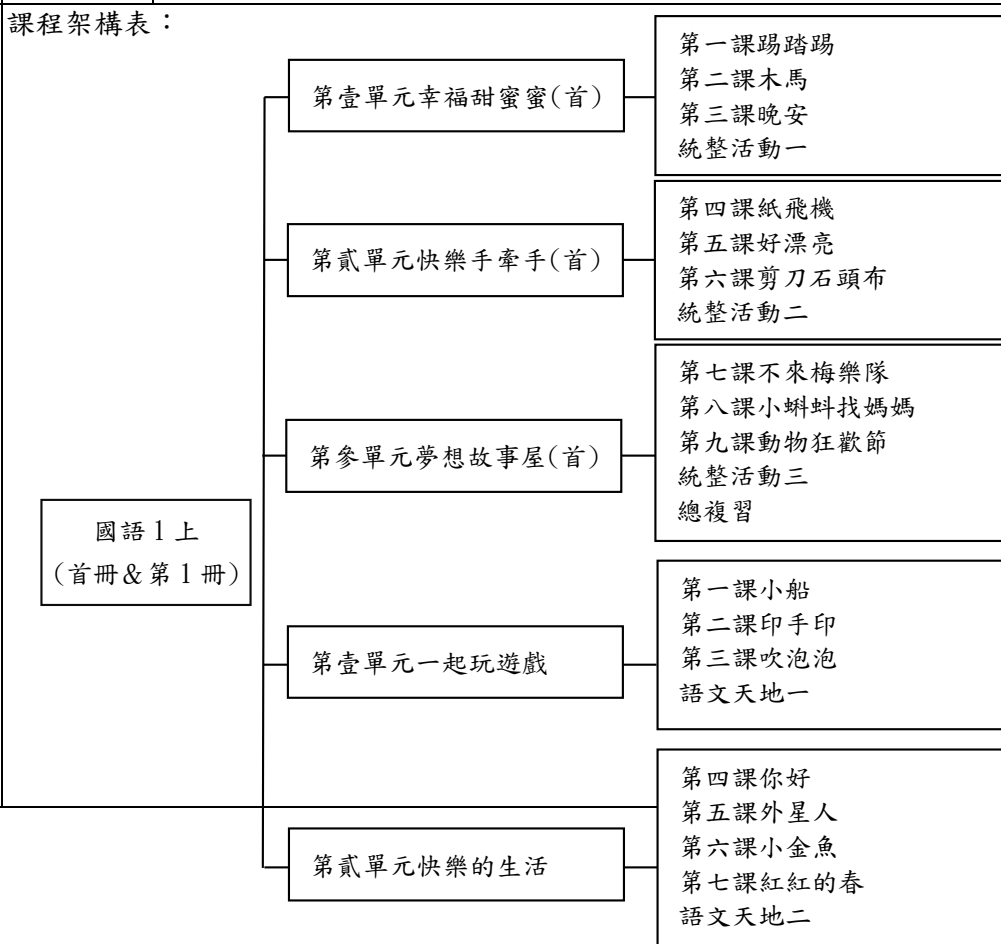 課程架構表：
國語1上
(首冊&第1冊)
第壹單元幸福甜蜜蜜(首)
第一課踢踏踢
第二課木馬
第三課晚安
統整活動一
第貳單元快樂手牽手(首)
第四課紙飛機
第五課好漂亮
第六課剪刀石頭布
統整活動二
第參單元夢想故事屋(首)
第七課不來梅樂隊
第八課小蝌蚪找媽媽
第九課動物狂歡節
統整活動三
總複習
第壹單元一起玩遊戲
第一課小船
第二課印手印
第三課吹泡泡
語文天地一
第貳單元快樂的生活
第四課你好
第五課外星人
第六課小金魚
第七課紅紅的春
語文天地二